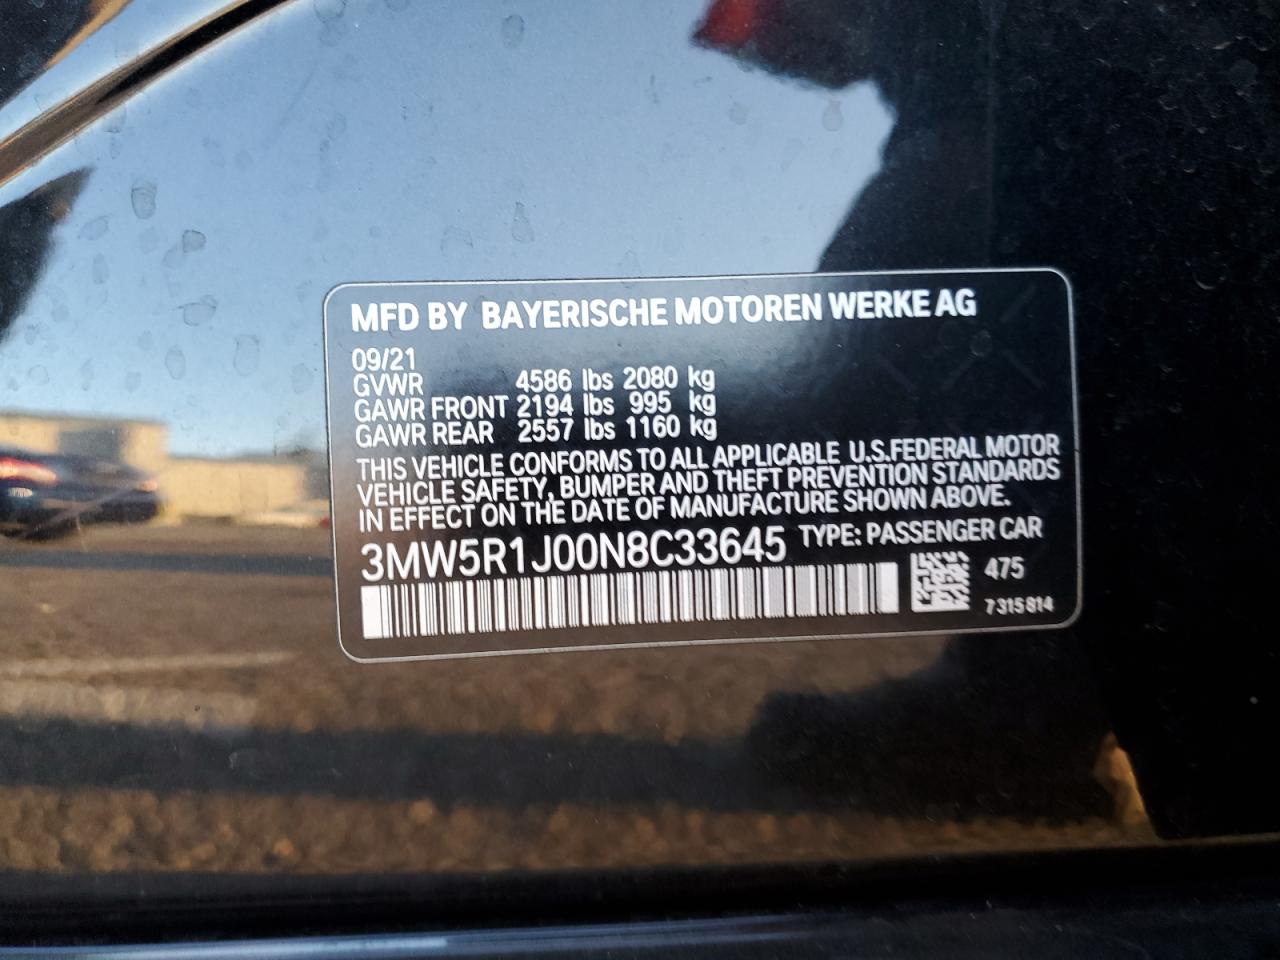 MFD BY BAYERISCHE MOTOREN WERKE AG
09/21
GVWR 4586 lbs 2080 kg
GAWR FRONT 2194 lbs 995 kg
GAWR REAR 2557 lbs 1160 kg
THIS VEHICLE CONFORMS TO ALL APPLICABLE U.S.FEDERAL MOTOR
VEHICLE SAFETY, BUMPER AND THEFT PREVENTION STANDARDS
IN EFFECT ON THE DATE OF MANUFACTURE SHOWN ABOVE.
3MW5R1J00N8C33645 TYPE: PASSENGER CAR
475
7315814